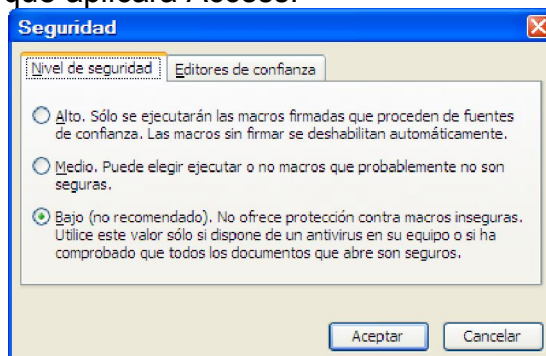 que aplicará Access.
Seguridad
Nivel de seguridad
Editores de confianza
Alto. Sólo se ejecutarán las macros firmadas que proceden de fuentes
de confianza. Las macros sin firmar se deshabilitan automáticamente.
Medio. Puede elegir ejecutar o no macros que probablemente no son
seguras.
Bajo (no recomendado). No ofrece protección contra macros inseguras.
Utilice este valor sólo si dispone de un antivirus en su equipo o si ha
comprobado que todos los documentos que abre son seguros.
Aceptar
Cancelar